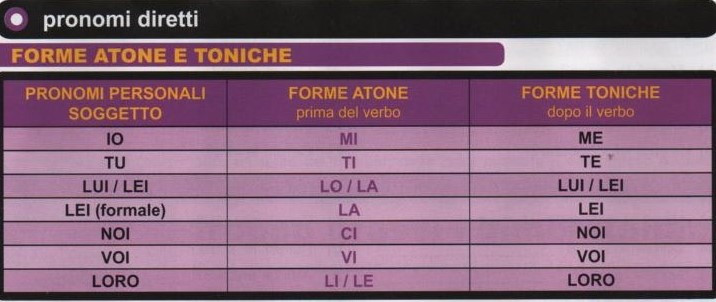 pronomi diretti
FORME ATONE E TONICHE
PRONOMI PERSONALI SOGGETTO FORME ATONE prima del verbo FORME TONICHE dopo il verbo
IO MI ME
TU TI TE
LUI / LEI LO / LA LUI / LEI
LEI (formale) LA LEI
NOI CI NOI
VOI VI VOI
LORO LI / LE LORO